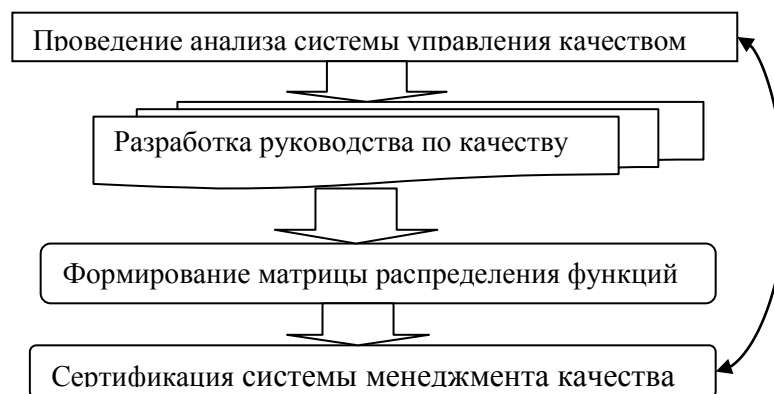 Проведение анализа системы управления качеством
Разработка руководства по качеству
Формирование матрицы распределения функций
Сертификация системы менеджмента качества